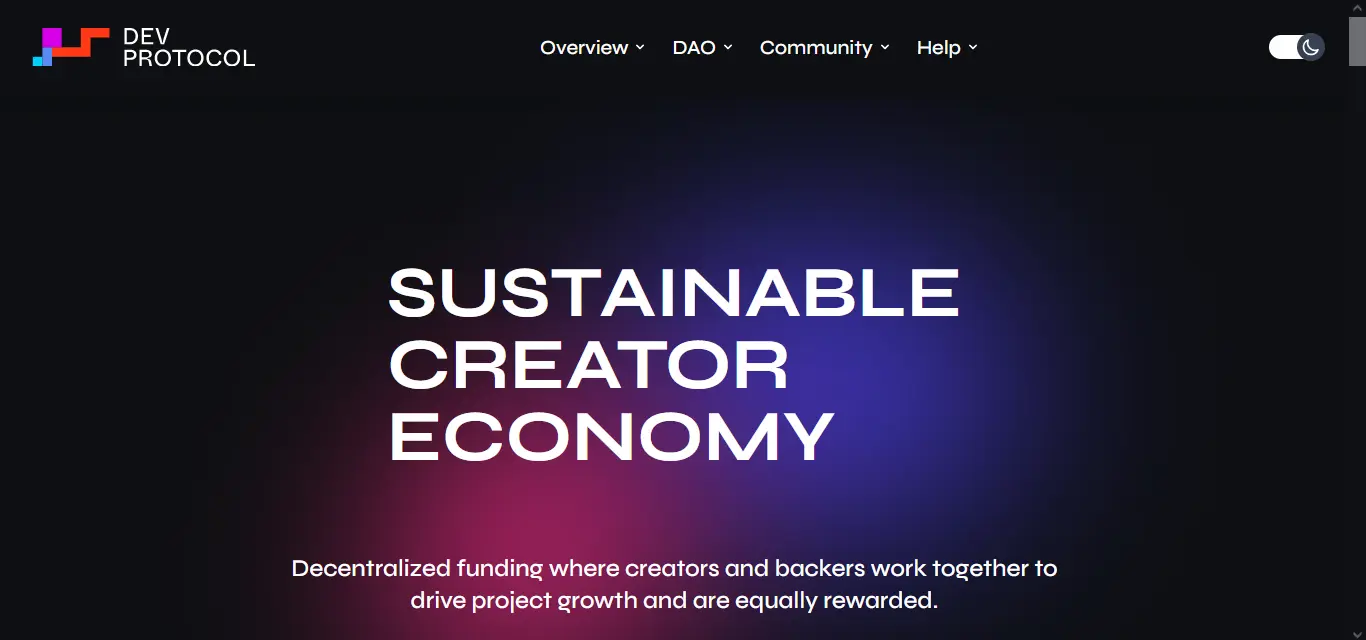 DEV
PROTOCOL
Overview
DAO
Community
Help
SUSTAINABLE
CREATOR
ECONOMY
Decentralized funding where creators and backers work together to
drive project growth and are equally rewarded.